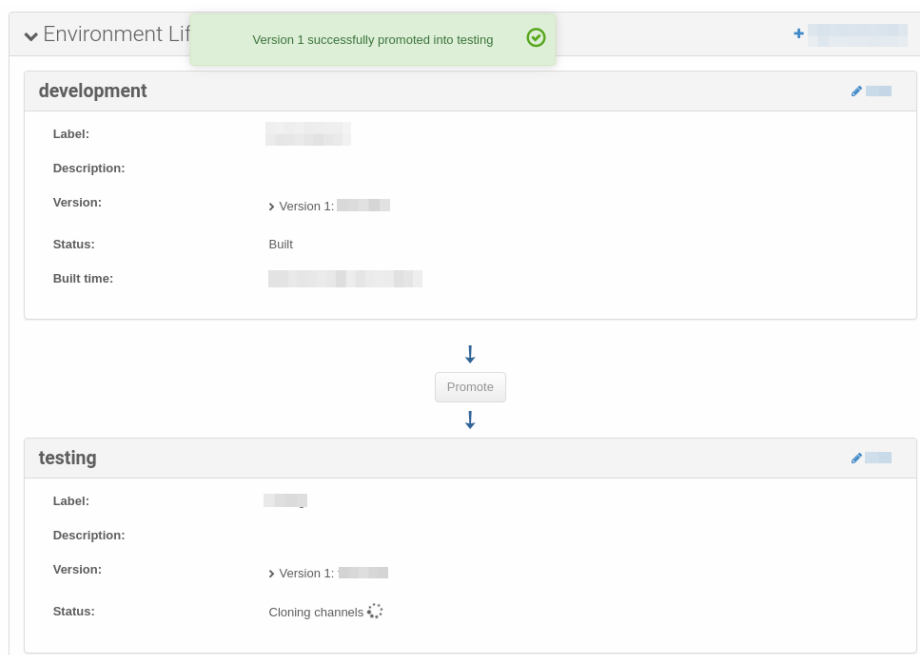 Environment Lif
Version 1 successfully promoted into testing
development
Label:
Description:
Version:
Version 1:
Status:
Built
Built time:
Promote
testing
Label:
Description:
Version:
Version 1:
Status:
Cloning channels